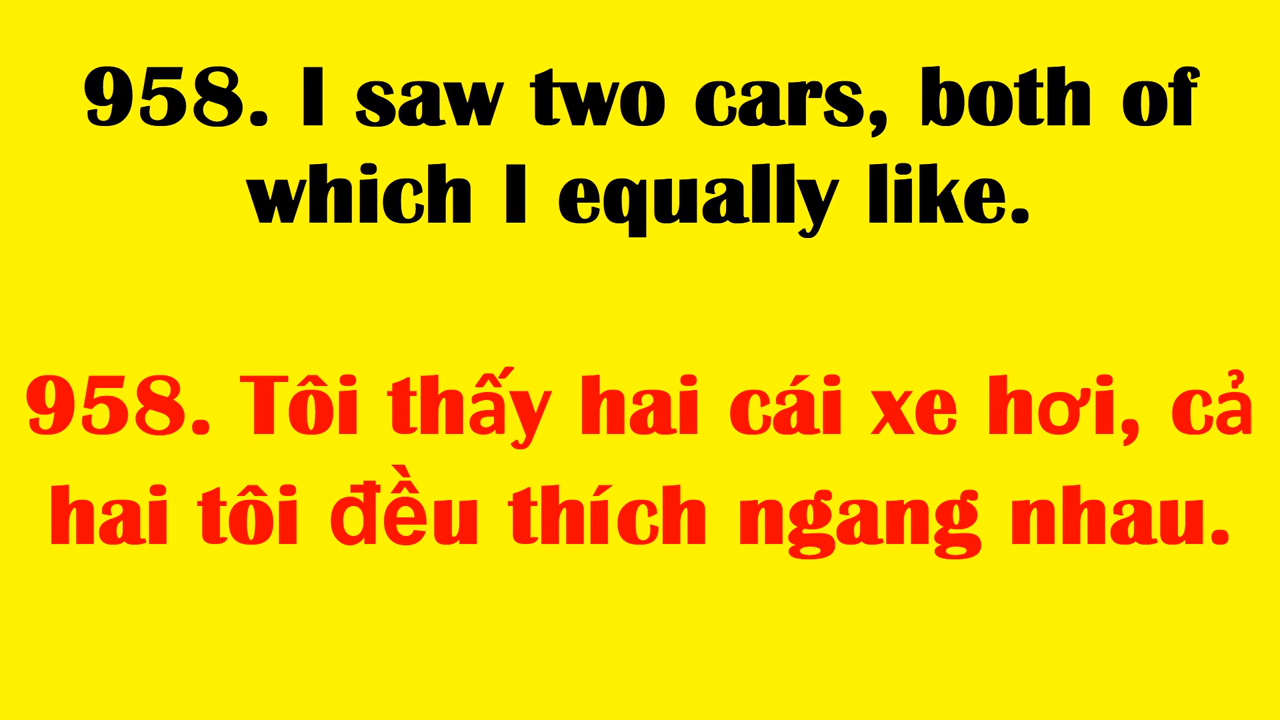 958. I saw two cars, both of
which I equally like.
958. Tôi thấy hai cái xe hơi, cả
hai tôi đều thích ngang nhau.